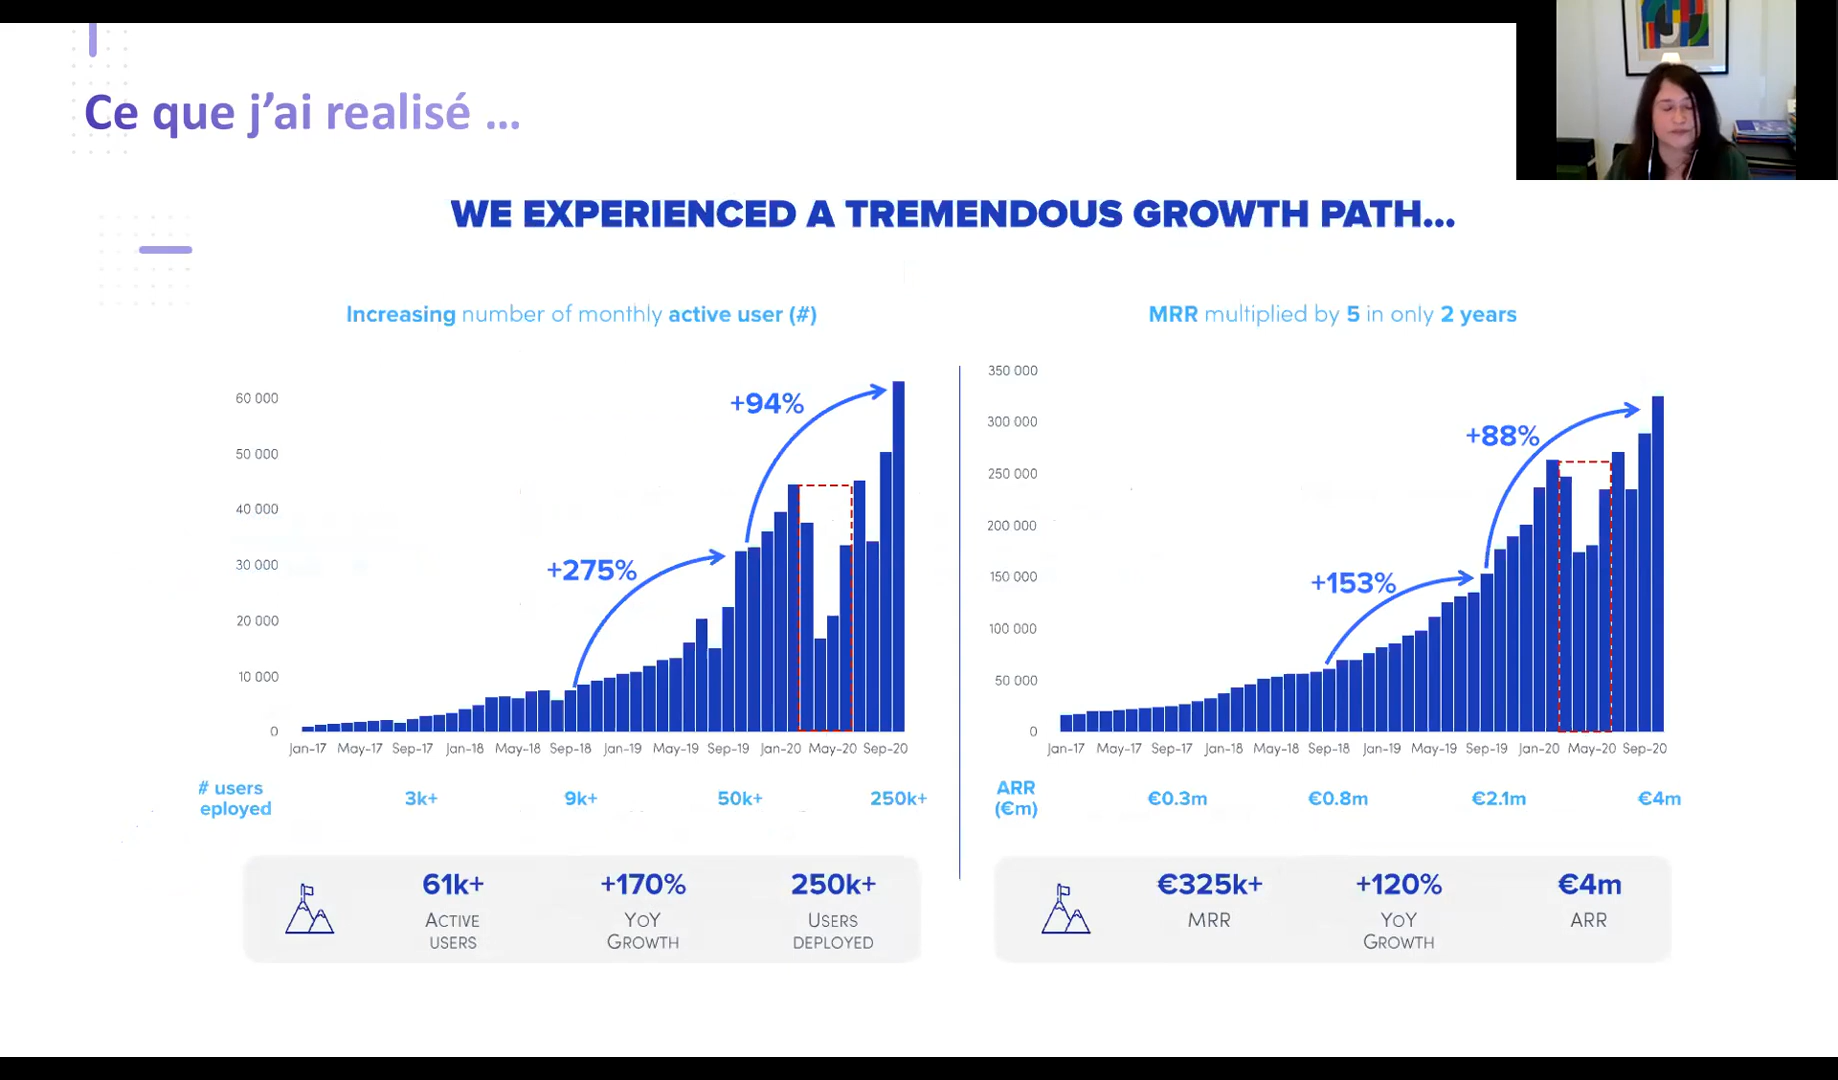 Ce que j’ai realisé ...
WE EXPERIENCED A TREMENDOUS GROWTH PATH...
Increasing number of monthly active user (#)
60 000
50 000
40 000
30 000
20 000
10 000
0
+94%
+275%
Jan-17 May-17 Sep-17 Jan-18 May-18 Sep-18 Jan-19 May-19 Sep-19 Jan-20 May-20 Sep-20
# users
eployed
3k+ 9k+ 50k+ 250k+
61k+
ACTIVE
USERS
+170%
YOY
GROWTH
250k+
USERS
DEPLOYED
MRR multiplied by 5 in only 2 years
350 000
300 000
250 000
200 000
150 000
100 000
50 000
0
+88%
+153%
Jan-17 May-17 Sep-17 Jan-18 May-18 Sep-18 Jan-19 May-19 Sep-19 Jan-20 May-20 Sep-20
ARR
(€m)
€0.3m €0.8m €2.1m €4m
€325k+
MRR
+120%
YOY
GROWTH
€4m
ARR